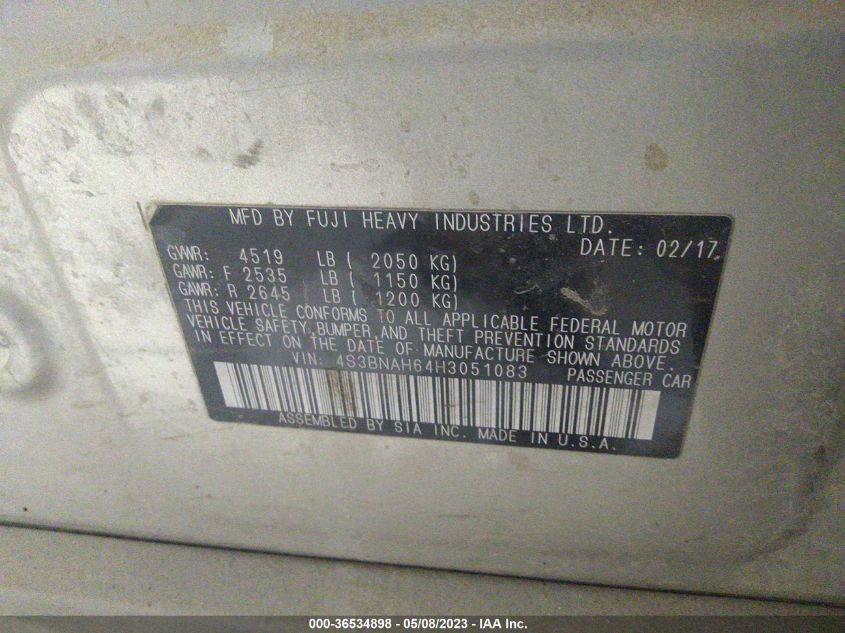 MFD BY FUJI HEAVY INDUSTRIES LTD.
DATE: 02/17
GVWR: 4519 LB ( 2050 KG)
GAWR: F 2535 LB ( 1150 KG)
GAWR: R 2645 LB ( 1200 KG)
THIS VEHICLE CONFORMS TO ALL APPLICABLE FEDERAL MOTOR
VEHICLE SAFETY, BUMPER, AND THEFT PREVENTION STANDARDS
IN EFFECT ON THE DATE OF MANUFACTURE SHOWN ABOVE.
VIN: 4S3BNAH64H3051083 PASSENGER CAR
ASSEMBLED BY SIA INC. MADE IN U.S.A.
000-36534898 - 05/08/2023 - IAA Inc.